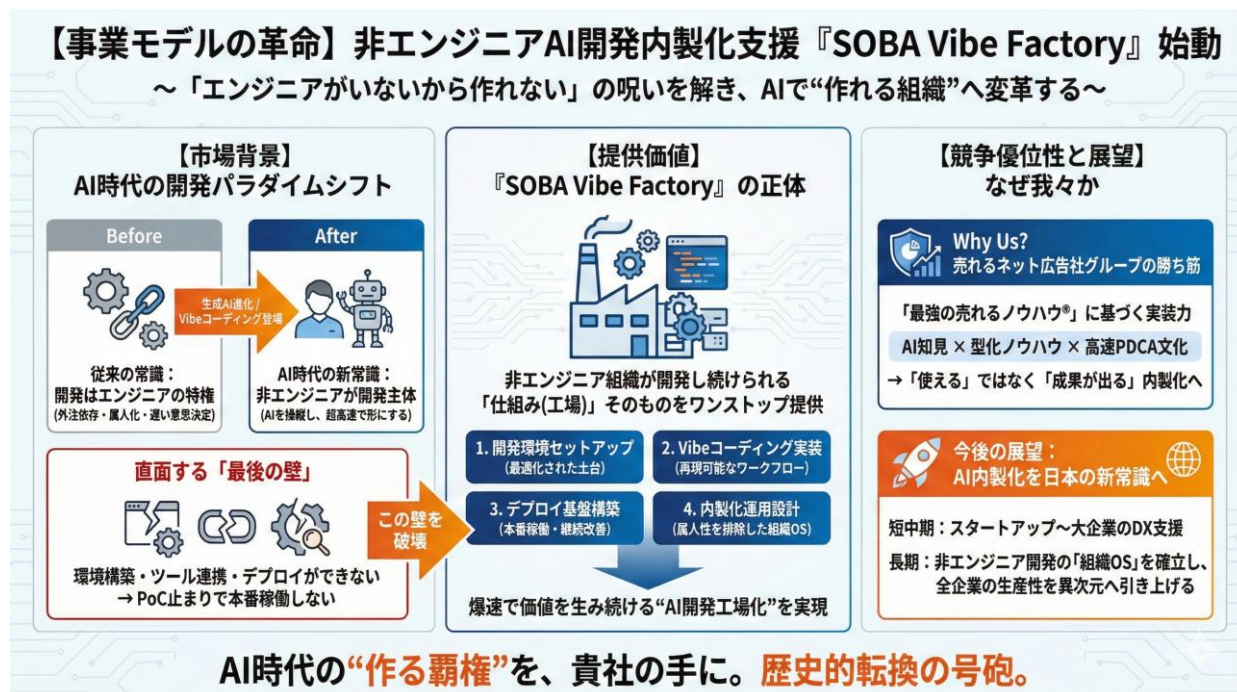 【事業モデルの革命】非エンジニアAI開発内製化支援『SOBA Vibe Factory』始動
～「エンジニアがいないから作れない」の呪いを解き、AIで“作れる組織”へ変革する～
【市場背景】
AI時代の開発パラダイムシフト
Before
After
生成AI進化 /
Vibeコーディング登場
従来の常識：
開発はエンジニアの特権
(外注依存・属人化・遅い意思決定)
AI時代の新常識：
非エンジニアが開発主体
(AIを操縦し、超高速で形にする)
直面する「最後の壁」
環境構築・ツール連携・デプロイができない
→ PoC止まりで本番稼働しない
この壁を
破壊
【提供価値】
『SOBA Vibe Factory』の正体
非エンジニア組織が開発し続けられる
「仕組み(工場)」そのものをワンストップ提供
1. 開発環境セットアップ
(最適化された土台)
2. Vibeコーディング実装
(再現可能なワークフロー)
3. デプロイ基盤構築
(本番稼働・継続改善)
4. 内製化運用設計
(属人性を排除した組織OS)
爆速で価値を生み続ける“AI開発工場化”を実現
【競争優位性と展望】
なぜ我々か
Why Us?
売れるネット広告社グループの勝ち筋
「最強の売れるノウハウ®」に基づく実装力
AI知見 × 型化ノウハウ × 高速PDCA文化
→「使える」ではなく「成果が出る」内製化へ
今後の展望：
AI内製化を日本の新常識へ
短中期：スタートアップ～大企業のDX支援
長期：非エンジニア開発の「組織OS」を確立し、
全企業の生産性を異次元へ引き上げる
AI時代の“作る覇権”を、貴社の手に。歴史的転換の号砲。